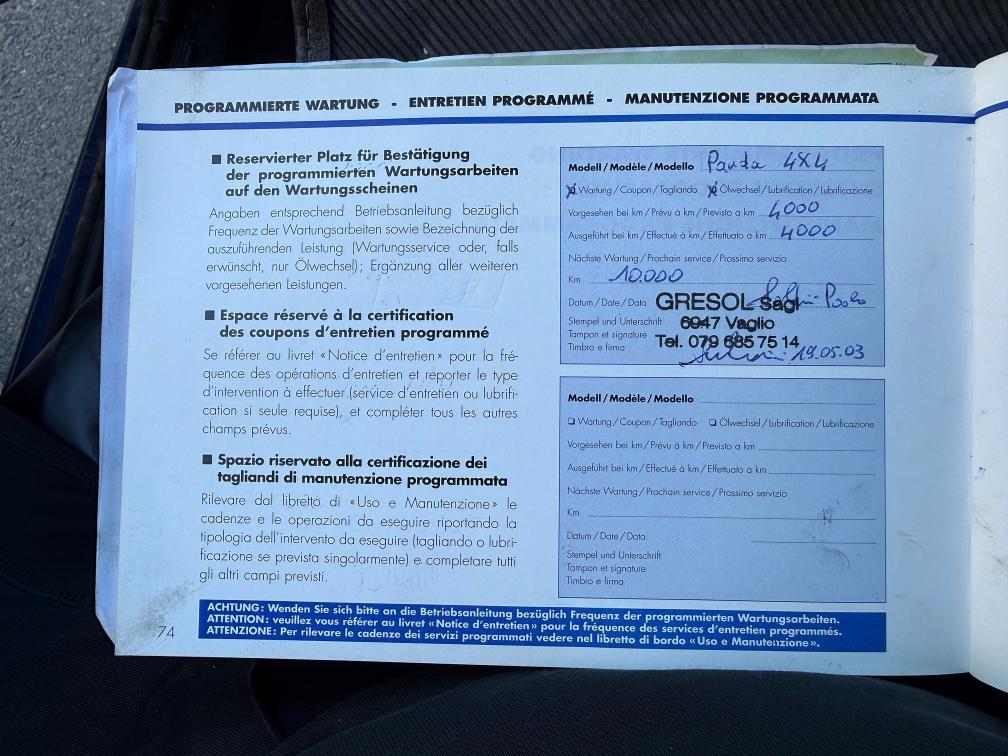 PROGRAMMIERTE WARTUNG - ENTRETIEN PROGRAMMÉ - MANUTENZIONE PROGRAMMATA
■ Reservierter Platz für Bestätigung
der programmierten Wartungsarbeiten
auf den Wartungsscheinen
Angaben entsprechend Betriebsanleitung bezüglich
Frequenz der Wartungsarbeiten sowie Bezeichnung der
auszuführenden Leistung (Wartungsservice oder, falls
erwünscht, nur Ölwechsel); Ergänzung aller weiteren
vorgesehenen Leistungen.
■ Espace réservé à la certification
des coupons d'entretien programmé
Se référer au livret «Notice d'entretien» pour la fré-
quence des opérations d'entretien et reporter le type
d'intervention à effectuer (service d'entretien ou lubrifi-
cation si seule requise), et compléter tous les autres
champs prévus.
■ Spazio riservato alla certificazione dei
tagliandi di manutenzione programmata
Rilevare dal libretto di «Uso e Manutenzione» le
cadenze e le operazioni da eseguire riportando la
tipologia dell'intervento da eseguire (tagliando o lubri-
ficazione se prevista singolarmente) e completare tutti
gli altri campi previsti.
Modell/Modèle/Modello Panda 4X4
Wartung/Coupon/Tagliando Ölwechsel/Lubrification/Lubrificazione
Vorgesehen bei km/Prévu à km/Previsto a km 4000
Ausgeführt bei km/Effectué à km/Effettuato a km 4000
Nächste Wartung/Prochain service/Prossimo servizio
Km 10.000
Datum/Date/Data
Stempel und Unterschrift
Tampon et signature
Timbro e firma
GRESOL Sagl
6947 Vaglio
Tel. 079 685 75 14
Paolo
19.05.03
Modell/Modèle/Modello
❑ Wartung/Coupon/Tagliando ❑ Ölwechsel/Lubrification/Lubrificazione
Vorgesehen bei km/Prévu à km/Previsto a km
Ausgeführt bei km/Effectué à km/Effettuato a km
Nächste Wartung/Prochain service/Prossimo servizio
Km
Datum/Date/Data
Stempel und Unterschrift
Tampon et signature
Timbro e firma
ACHTUNG: Wenden Sie sich bitte an die Betriebsanleitung bezüglich Frequenz der programmierten Wartungsarbeiten.
ATTENTION: veuillez vous référer au livret «Notice d'entretien» pour la fréquence des services d'entretien programmés.
ATTENZIONE: Per rilevare le cadenze dei servizi programmati vedere nel libretto di bordo «Uso e Manutenzione».
74